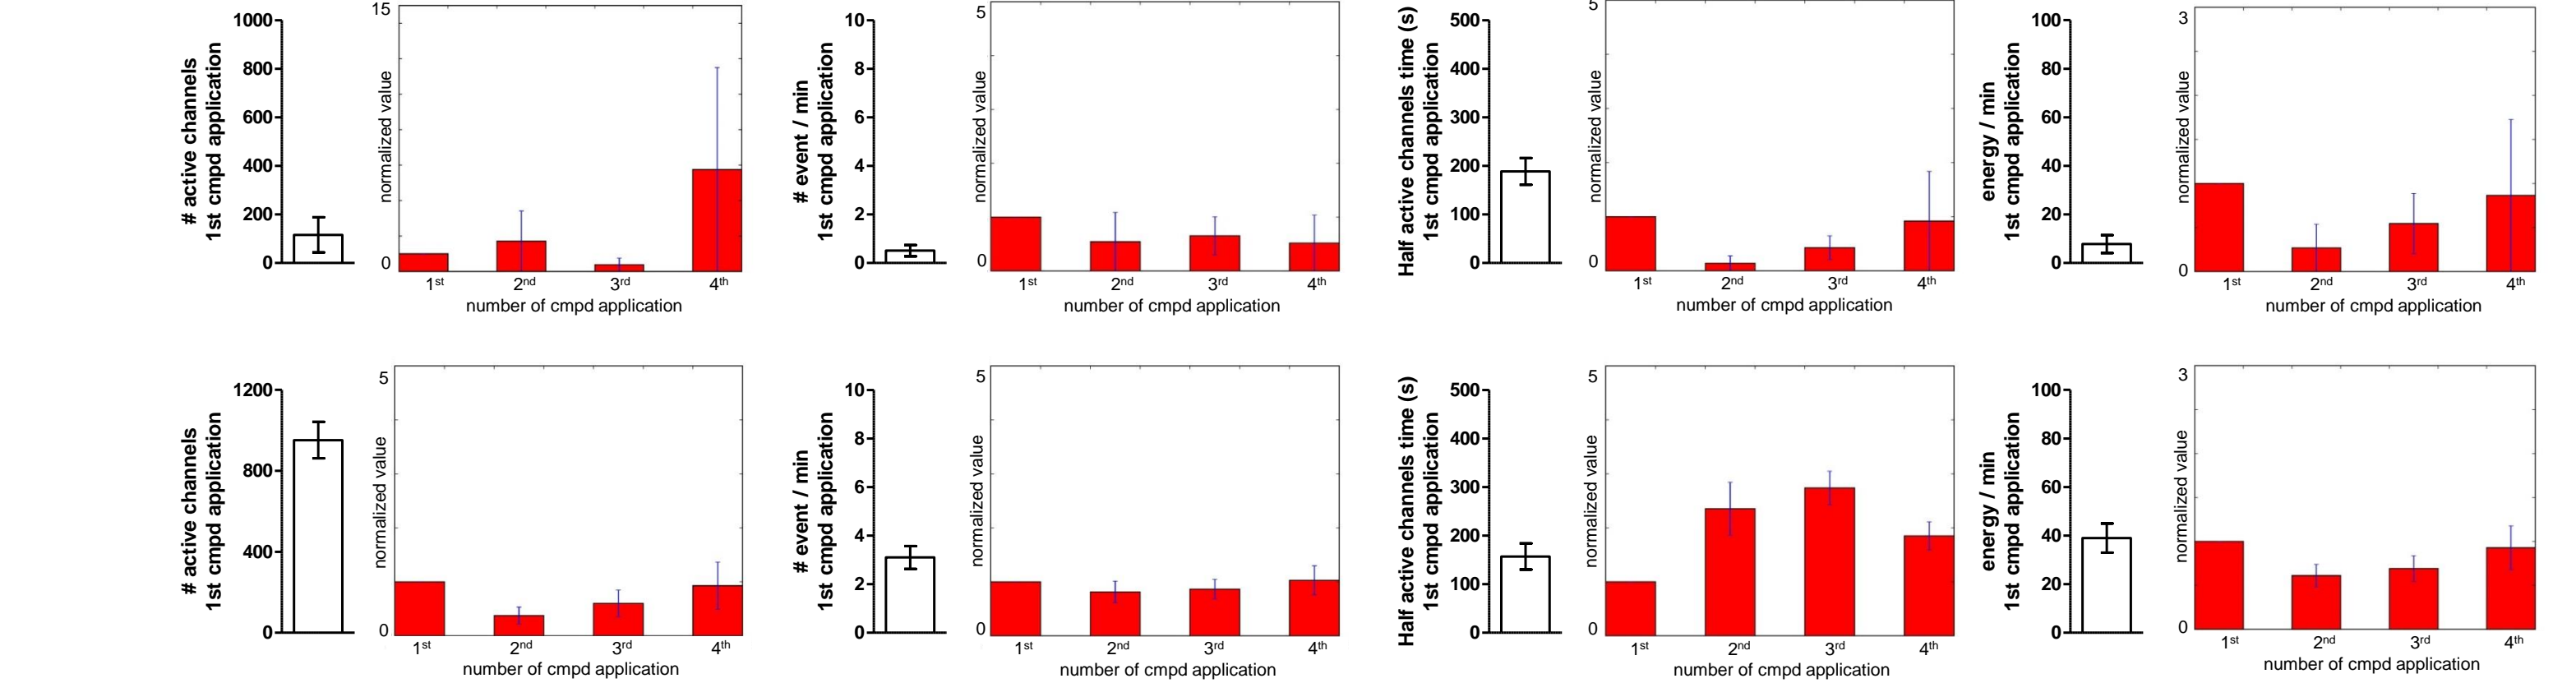 # active channels
1st cmpd application
1000
800
600
400
200
0
normalized value
15
0
1st 2nd 3rd 4th
number of cmpd application
# event / min
1st cmpd application
10
8
6
4
2
0
normalized value
5
0
1st 2nd 3rd 4th
number of cmpd application
Half active channels time (s)
1st cmpd application
500
400
300
200
100
0
normalized value
5
0
1st 2nd 3rd 4th
number of cmpd application
energy / min
1st cmpd application
100
80
60
40
20
0
normalized value
3
0
1st 2nd 3rd 4th
number of cmpd application
# active channels
1st cmpd application
1200
800
400
0
normalized value
5
0
1st 2nd 3rd 4th
number of cmpd application
# event / min
1st cmpd application
10
8
6
4
2
0
normalized value
5
0
1st 2nd 3rd 4th
number of cmpd application
Half active channels time (s)
1st cmpd application
500
400
300
200
100
0
normalized value
5
0
1st 2nd 3rd 4th
number of cmpd application
energy / min
1st cmpd application
100
80
60
40
20
0
normalized value
3
0
1st 2nd 3rd 4th
number of cmpd application